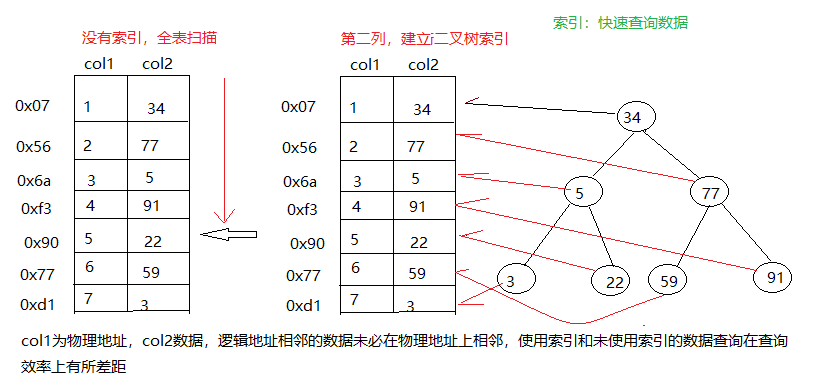 索引：快速查询数据
没有索引，全表扫描
第二列，建立i二叉树索引
col1 col2
col1 col2
0x07 1 34
0x56 2 77
0x6a 3 5
0xf3 4 91
0x90 5 22
0x77 6 59
0xd1 7 3
0x07 1 34
0x56 2 77
0x6a 3 5
0xf3 4 91
0x90 5 22
0x77 6 59
0xd1 7 3
34
5 77
3 22 59 91
col1为物理地址，col2数据，逻辑地址相邻的数据未必在物理地址上相邻，使用索引和未使用索引的数据查询在查询
效率上有所差距